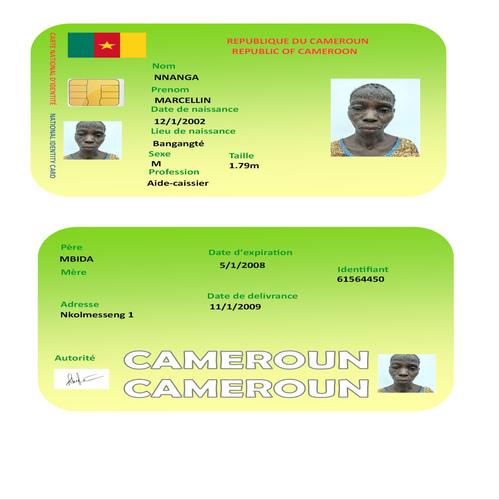 REPUBLIQUE DU CAMEROUN
REPUBLIC OF CAMEROON
CARTE NATIONAL D'IDENTITÉ
NATIONAL IDENTITY CARD
Nom
NNANGA
Prenom
MARCELLIN
Date de naissance
12/1/2002
Lieu de naissance
Bangangté
Sexe Taille
M 1.79m
Profession
Aide-caissier
Père
MBIDA
Mère
Date d'expiration
5/1/2008
Identifiant
61564450
Adresse
Nkolmesseng 1
Date de delivrance
11/1/2009
Autorité
CAMEROUN
CAMEROUN